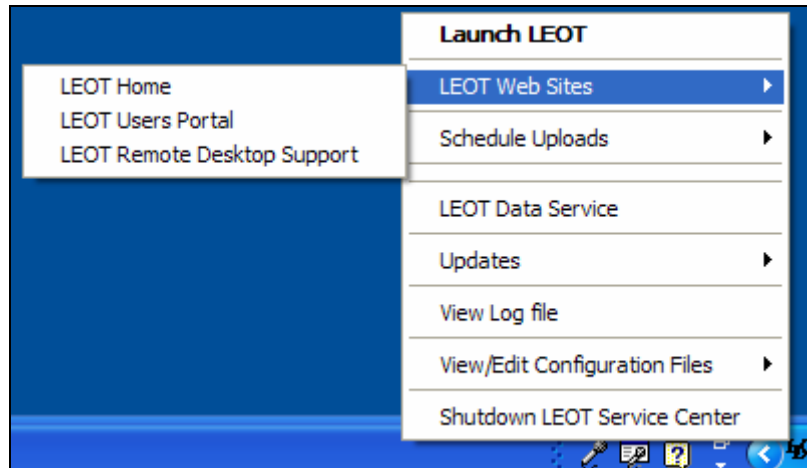 Launch LEOT
LEOT Web Sites
LEOT Home
LEOT Users Portal
LEOT Remote Desktop Support
Schedule Uploads
LEOT Data Service
Updates
View Log file
View/Edit Configuration Files
Shutdown LEOT Service Center